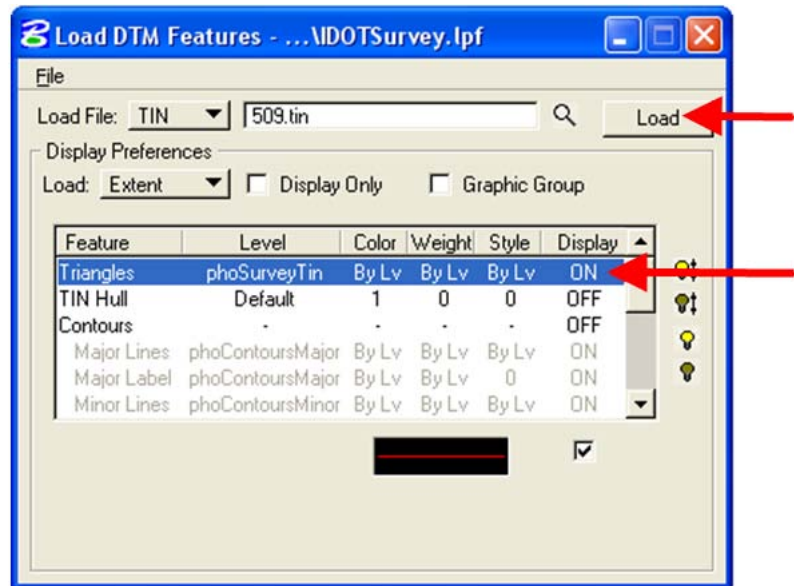 Load DTM Features - ...\IDOTSurvey.lpf
File
Load File: TIN 509.tin Load
Display Preferences
Load: Extent Display Only Graphic Group
Feature Level Color Weight Style Display
Triangles phoSurveyTin By Lv By Lv By Lv ON
TIN Hull Default 1 0 0 OFF
Contours - - - - OFF
Major Lines phoContoursMajor By Lv By Lv By Lv ON
Major Label phoContoursMajor By Lv By Lv 0 ON
Minor Lines phoContoursMinor By Lv By Lv By Lv ON